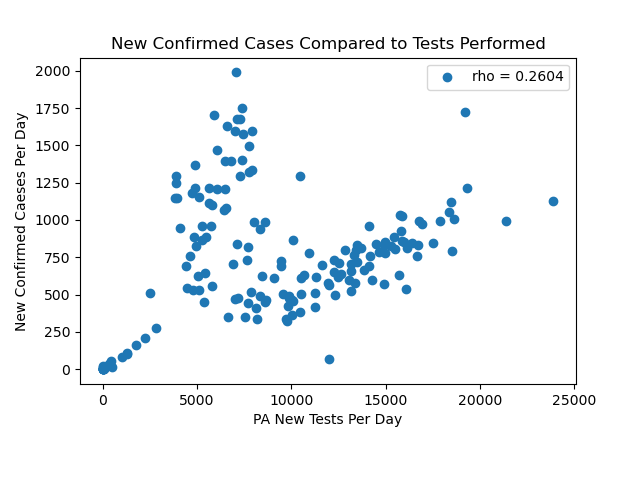 New Confirmed Cases Compared to Tests Performed
rho = 0.2604
2000
1750
1500
1250
1000
750
500
250
0
New Confirmed Caeses Per Day
0 5000 10000 15000 20000 25000
PA New Tests Per Day